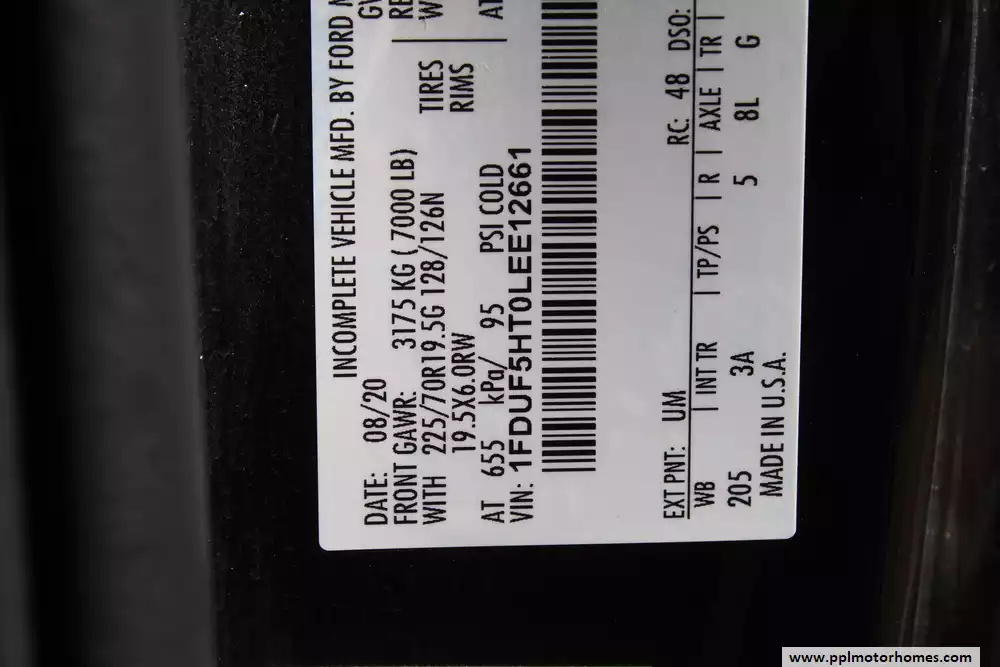 INCOMPLETE VEHICLE MFD. BY FORD
DATE: 08/20
FRONT GAWR: 3175 KG ( 7000 LB)
WITH 225/70R19.5G 128/126N TIRES
19.5X6.0RW RIMS
AT 655 kPa/ 95 PSI COLD
VIN: 1FDUF5HT0LEE12661
EXT PNT: UM RC: 48 DSO:
WB | INT TR | TP/PS | R | AXLE | TR |
205 3A 5 8L G
MADE IN U.S.A.
www.pplmotorhomes.com